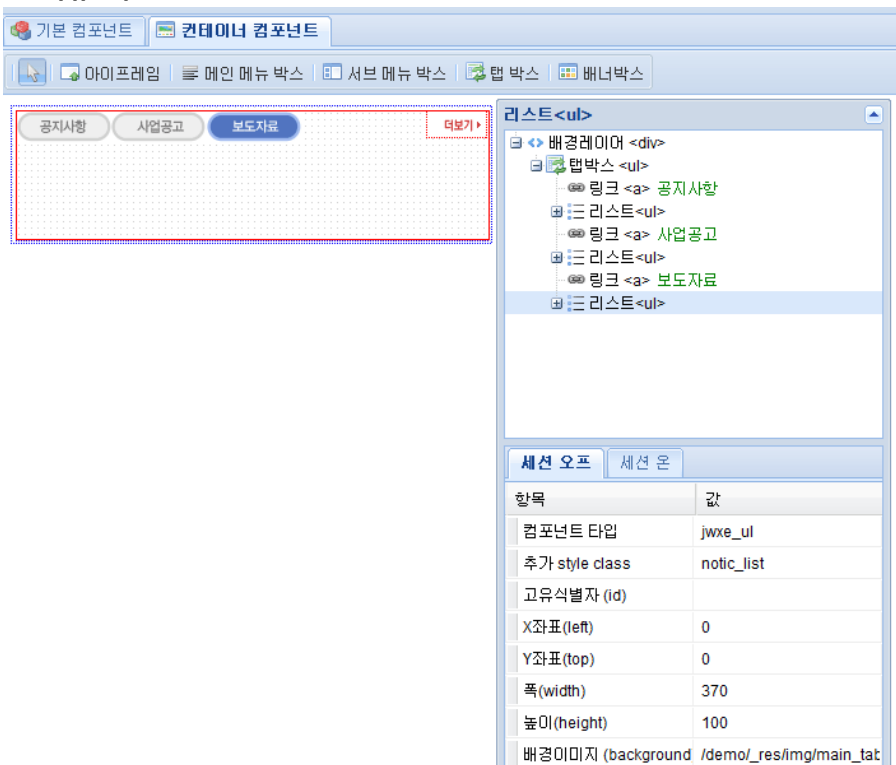 기본 컴포넌트 컨테이너 컴포넌트
아이프레임 메인 메뉴 박스 서브 메뉴 박스 탭 박스 배너박스
공지사항 사업공고 보도자료 더보기
리스트<ul>
배경레이어 <div>
탭박스 <ul>
링크 <a> 공지사항
리스트<ul>
링크 <a> 사업공고
리스트<ul>
링크 <a> 보도자료
리스트<ul>
세션 오프 세션 온
항목 값
컴포넌트 타입 jwxe_ul
추가 style class notic_list
고유식별자 (id)
X좌표(left) 0
Y좌표(top) 0
폭(width) 370
높이(height) 100
배경이미지 (background /demo/_res/img/main_tab